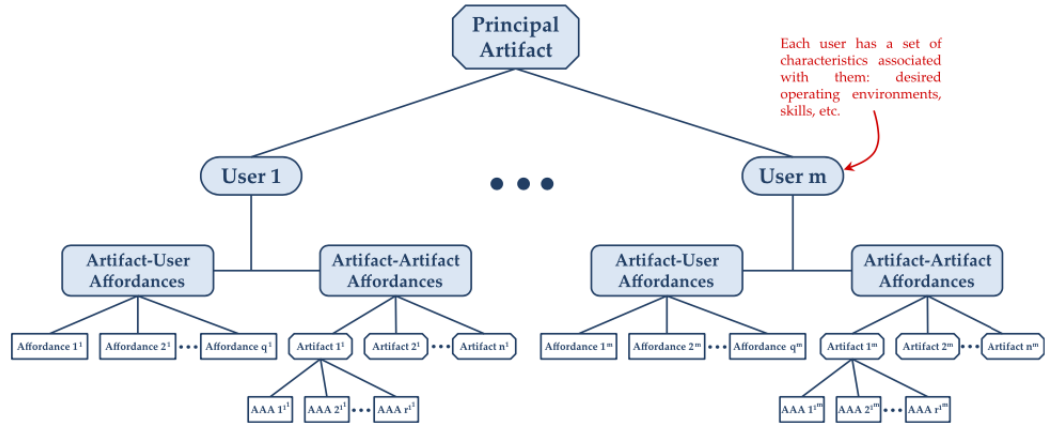 Principal
Artifact
Each user has a set of
characteristics associated
with them: desired
operating environments,
skills, etc.
User 1
• • •
User m
Artifact-User
Affordances
Artifact-Artifact
Affordances
Artifact-User
Affordances
Artifact-Artifact
Affordances
Affordance 1¹
Affordance 2¹
•••
Affordance q¹
Artifact 1¹
Artifact 2¹
•••
Artifact n¹
Affordance 1ᵐ
Affordance 2ᵐ
•••
Affordance qᵐ
Artifact 1ᵐ
Artifact 2ᵐ
•••
Artifact nᵐ
AAA 1¹¹
AAA 2¹¹
•••
AAA r¹¹
AAA 1¹ᵐ
AAA 2¹ᵐ
•••
AAA r¹ᵐ